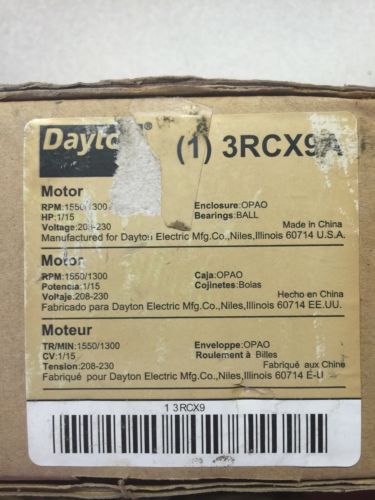 Dayto ®
(1) 3RCX9A
Motor
RPM:1550/1300 Enclosure:OPAO
HP:1/15 Bearings:BALL
Voltage:208-230 Made in China
Manufactured for Dayton Electric Mfg.Co.,Niles,Illinois 60714 U.S.A.
Motor
RPM:1550/1300 Caja:OPAO
Potencia:1/15 Cojinetes:Bolas
Voltaje:208-230 Hecho en China
Fabricado para Dayton Electric Mfg.Co.,Niles,Illinois 60714 EE.UU.
Moteur
TR/MIN:1550/1300 Enveloppe:OPAO
CV:1/15 Roulement à Billes
Tension:208-230 Fabriqué aux Chine
Fabriqué pour Dayton Electric Mfg.Co.,Niles,Illinois 60714 E-U
1 3RCX9